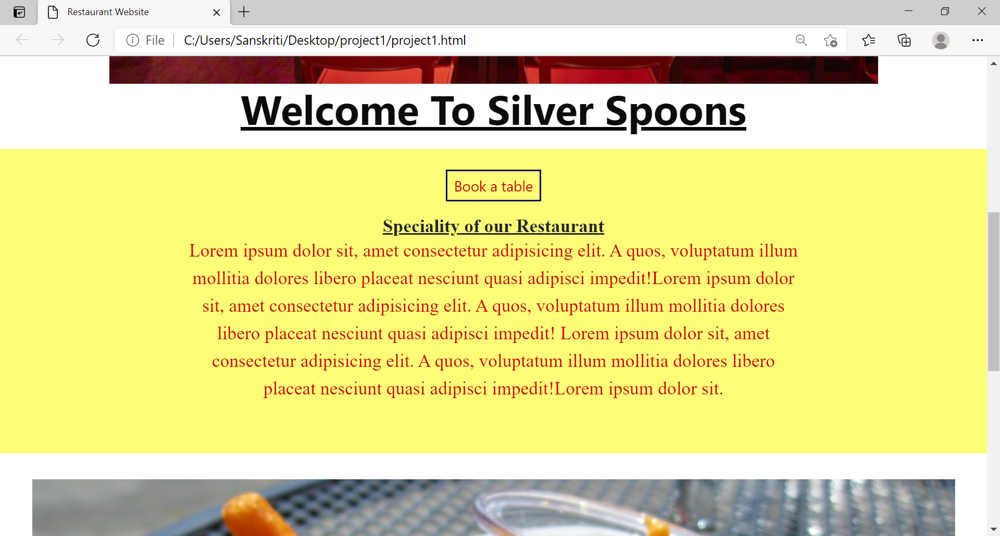 Restaurant Website
File C:/Users/Sanskriti/Desktop/project1/project1.html
Welcome To Silver Spoons
Book a table
Speciality of our Restaurant
Lorem ipsum dolor sit, amet consectetur adipisicing elit. A quos, voluptatum illum
mollitia dolores libero placeat nesciunt quasi adipisci impedit!Lorem ipsum dolor
sit, amet consectetur adipisicing elit. A quos, voluptatum illum mollitia dolores
libero placeat nesciunt quasi adipisci impedit! Lorem ipsum dolor sit, amet
consectetur adipisicing elit. A quos, voluptatum illum mollitia dolores libero
placeat nesciunt quasi adipisci impedit!Lorem ipsum dolor sit.